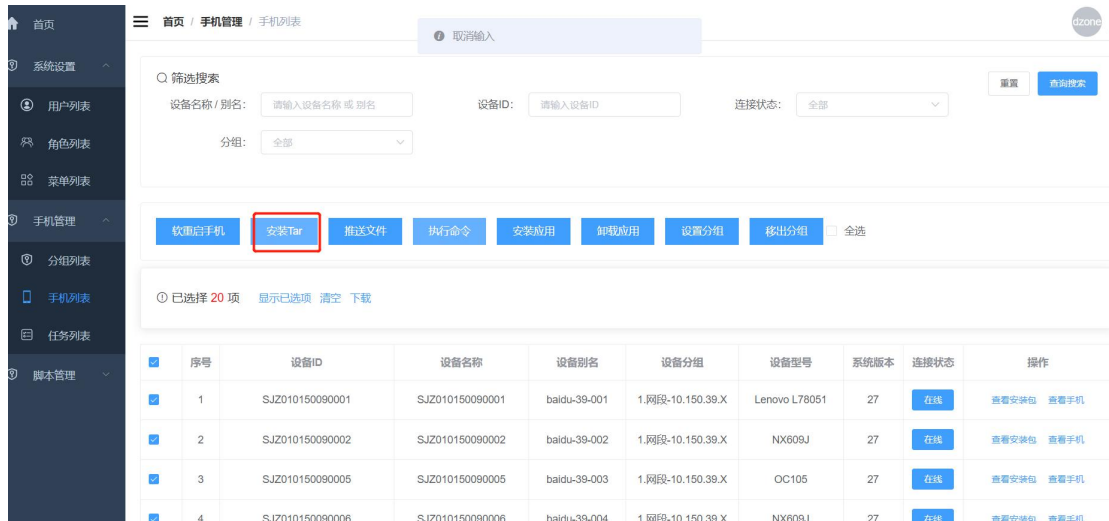 首页
首页 / 手机管理 / 手机列表
取消输入
dzone
系统设置
用户列表
角色列表
菜单列表
手机管理
分组列表
手机列表
任务列表
脚本管理
筛选搜索
重置 查询搜索
设备名称 / 别名： 请输入设备名称 或 别名 设备ID： 请输入设备ID 连接状态： 全部
分组： 全部
软重启手机 安装Tar 推送文件 执行命令 安装应用 卸载应用 设置分组 移出分组 全选
已选择 20 项 显示已选项 清空 下载
序号 设备ID 设备名称 设备别名 设备分组 设备型号 系统版本 连接状态 操作
1 SJZ010150090001 SJZ010150090001 baidu-39-001 1.网段-10.150.39.X Lenovo L78051 27 在线 查看安装包 查看手机
2 SJZ010150090002 SJZ010150090002 baidu-39-002 1.网段-10.150.39.X NX609J 27 在线 查看安装包 查看手机
3 SJZ010150090005 SJZ010150090005 baidu-39-003 1.网段-10.150.39.X OC105 27 在线 查看安装包 查看手机
4 SJZ010150090006 SJZ010150090006 baidu-39-004 1.网段-10.150.39.X NX609J 27 在线 查看安装包 查看手机